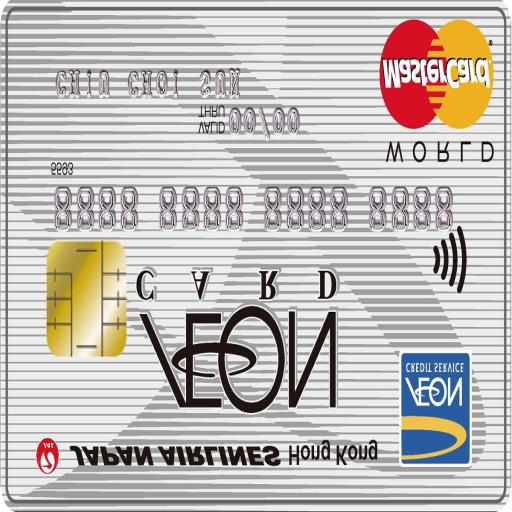 JAL JAPAN AIRLINES Hong Kong
AEON
CREDIT SERVICE
AEON
CARD
8888 8888 8888 8888
WORLD
VALID
THRU 00/00
CHIU CHOI SUN
MasterCard